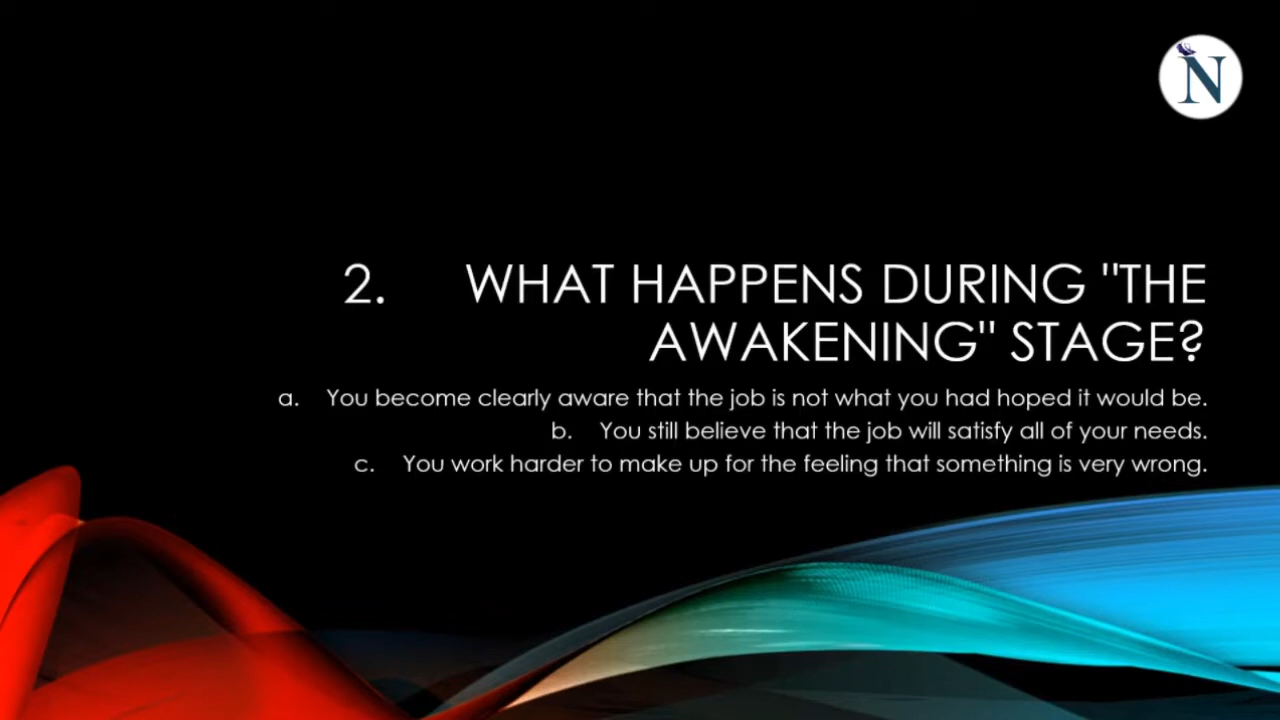 N
2. WHAT HAPPENS DURING "THE
AWAKENING" STAGE?
a. You become clearly aware that the job is not what you had hoped it would be.
b. You still believe that the job will satisfy all of your needs.
c. You work harder to make up for the feeling that something is very wrong.